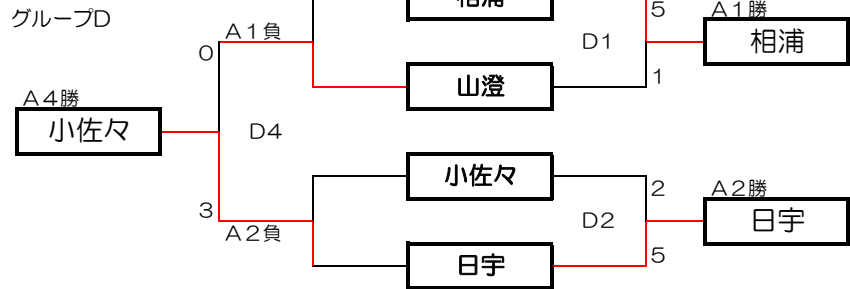 グループD
相浦
5
A1勝
A1負
0
D1
相浦
山澄
1
A4勝
小佐々
D4
小佐々
2
A2勝
3
A2負
D2
日宇
日宇
5